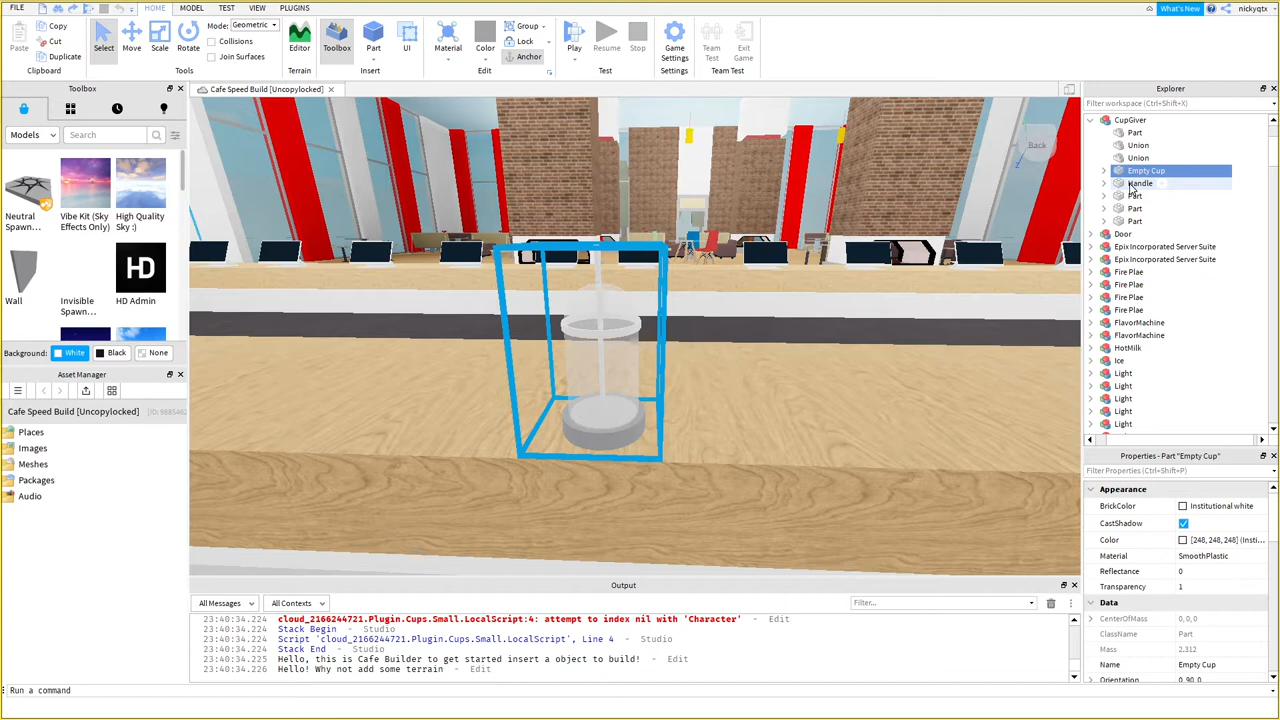 FILE HOME MODEL TEST VIEW PLUGINS What's New nickyqtx
Paste Copy Cut Duplicate Clipboard
Select Move Scale Rotate Mode: Geometric Collisions Join Surfaces Tools
Editor Terrain Toolbox Part UI Insert
Material Color Group Lock Anchor Edit
Play Resume Stop Test
Game Settings Settings Team Test Exit Game Team Test
Toolbox
Models Search
Neutral Spawn...
Vibe Kit (Sky Effects Only)
High Quality Sky :)
Wall
Invisible Spawn...
HD
HD Admin
Background: White Black None
Asset Manager
Cafe Speed Build [Uncopylocked]
Places
Images
Meshes
Packages
Audio
Cafe Speed Build [Uncopylocked]
Back
Z
Output
All Messages All Contexts Filter...
23:40:34.224 cloud_2166244721.Plugin.Cups.Small.LocalScript:4: attempt to index nil with 'Character' - Edit
23:40:34.224 Stack Begin - Studio
23:40:34.224 Script 'cloud_2166244721.Plugin.Cups.Small.LocalScript', Line 4 - Studio
23:40:34.224 Stack End - Studio
23:40:34.225 Hello, this is Cafe Builder to get started insert a object to build! - Edit
23:40:34.226 Hello! Why not add some terrain - Edit
Run a command
Explorer
Filter workspace (Ctrl+Shift+X)
CupGiver
Part
Union
Union
Empty Cup
Handle
Part
Part
Part
Door
Epix Incorporated Server Suite
Epix Incorporated Server Suite
Fire Plae
Fire Plae
Fire Plae
Fire Plae
FlavorMachine
FlavorMachine
HotMilk
Ice
Light
Light
Light
Light
Light
Properties - Part "Empty Cup"
Filter Properties (Ctrl+Shift+P)
Appearance
BrickColor Institutional white
CastShadow
Color [248, 248, 248] (Insti...
Material SmoothPlastic
Reflectance 0
Transparency 1
Data
CenterOfMass 0, 0, 0
ClassName Part
Mass 2.312
Name Empty Cup
Orientation 0, 90, 0